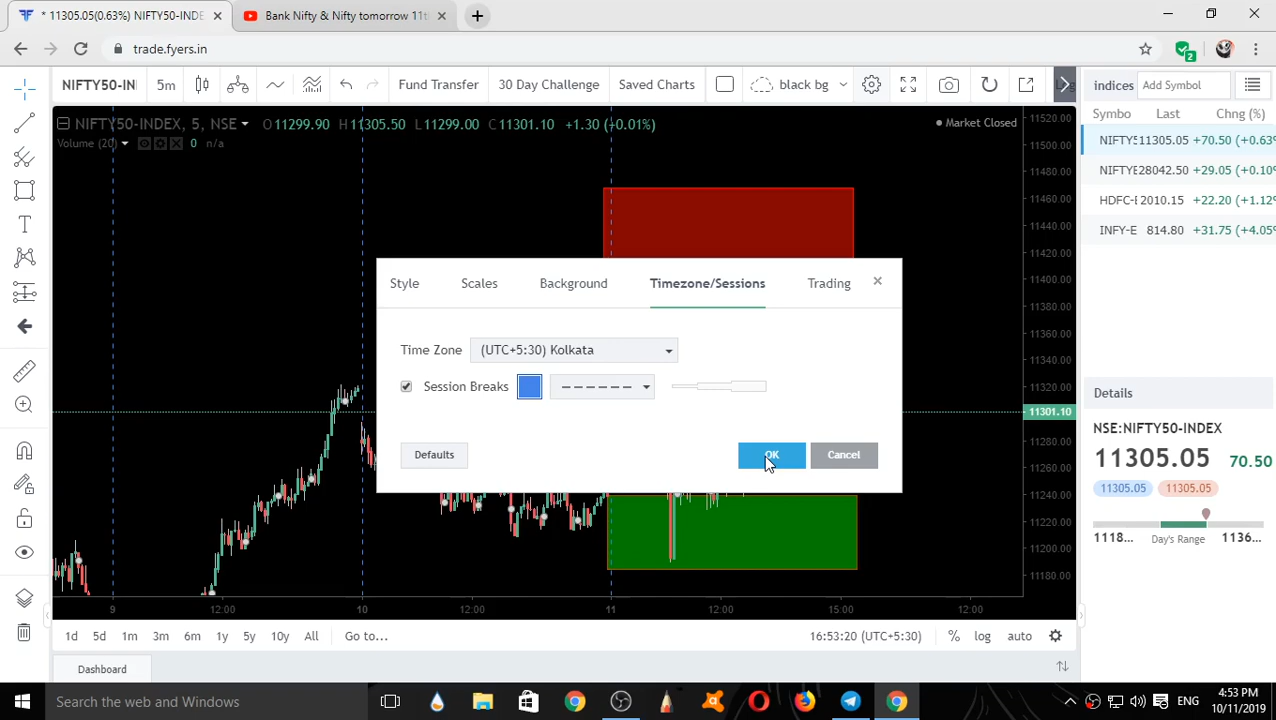 * 11305.05(0.63%) NIFTY50-INDE
Bank Nifty & Nifty tomorrow 11th
trade.fyers.in
NIFTY50-IN
5m
Fund Transfer
30 Day Challenge
Saved Charts
black bg
indices
Add Symbol
NIFTY50-INDEX, 5, NSE O11299.90 H11305.50 L11299.00 C11301.10 +1.30 (+0.01%)
Market Closed
Volume (20) 0 n/a
Symbo Last Chng (%)
NIFTY5 11305.05 +70.50 (+0.63%
NIFTYB 28042.50 +29.05 (+0.10%
HDFC-E 2010.15 +22.20 (+1.12%
INFY-E 814.80 +31.75 (+4.05%
11520.00
11500.00
11480.00
11460.00
11440.00
11420.00
11400.00
11380.00
11360.00
11340.00
11320.00
11301.10
11280.00
11260.00
11240.00
11220.00
11200.00
11180.00
Style
Scales
Background
Timezone/Sessions
Trading
Time Zone (UTC+5:30) Kolkata
Session Breaks
Defaults
OK
Cancel
Details
NSE:NIFTY50-INDEX
11305.05 70.50
11305.05 11305.05
1118... Day's Range 1136...
9 12:00 10 12:00 11 12:00 15:00 12:00
1d 5d 1m 3m 6m 1y 5y 10y All Go to...
16:53:20 (UTC+5:30) % log auto
Dashboard
Search the web and Windows
ENG
4:53 PM
10/11/2019